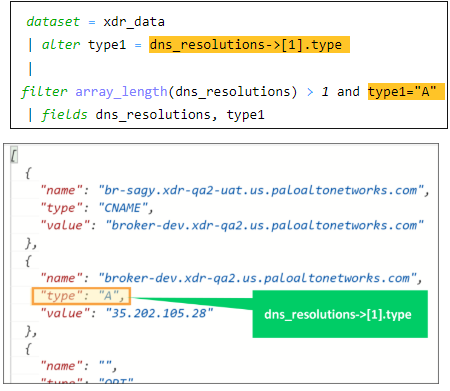 dataset = xdr_data
| alter type1 = dns_resolutions->[1].type
|
filter array_length(dns_resolutions) > 1 and type1="A"
| fields dns_resolutions, type1
[
{
"name": "br-sagy.xdr-qa2-uat.us.paloaltonetworks.com",
"type": "CNAME",
"value": "broker-dev.xdr-qa2.us.paloaltonetworks.com"
},
{
"name": "broker-dev.xdr-qa2.us.paloaltonetworks.com",
"type": "A",
dns_resolutions->[1].type
"value": "35.202.105.28"
},
{
"name": "",
"type": "OPT",